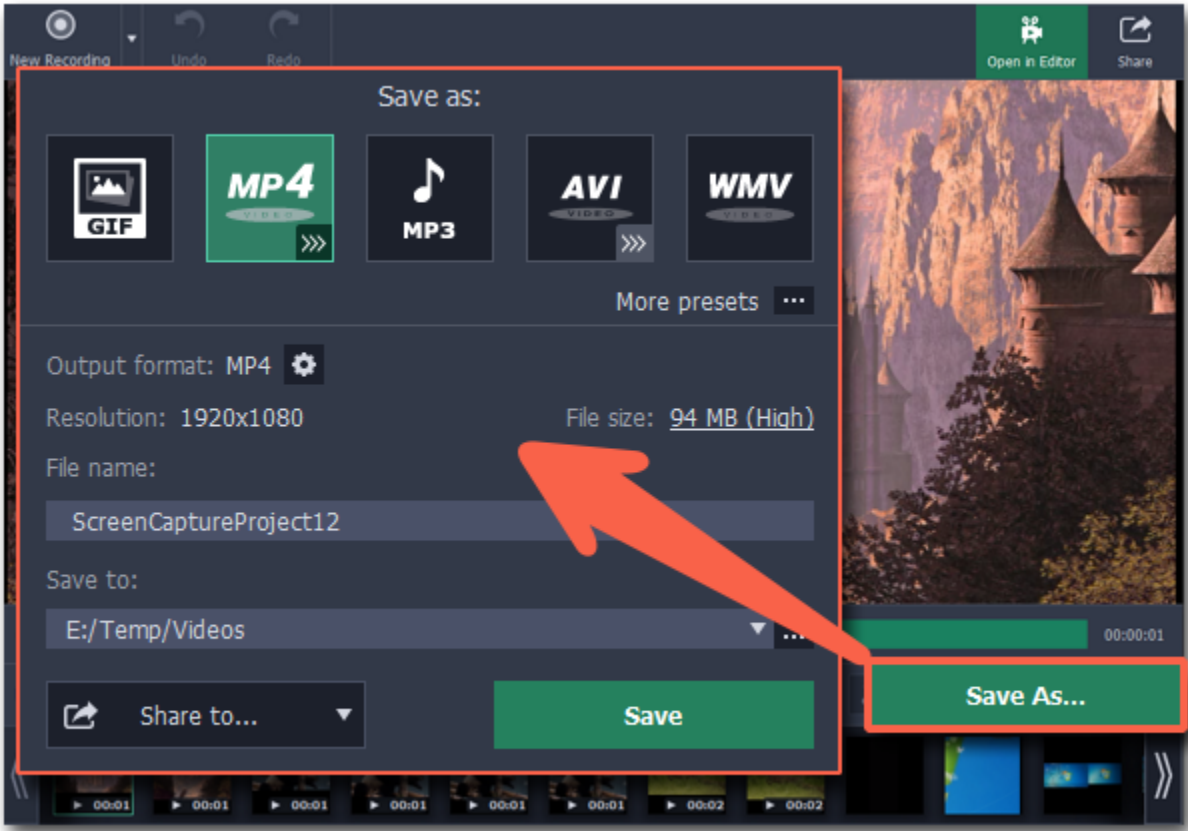 New Recording
Undo
Redo
Open in Editor
Share
Save as:
GIF
MP4
VIDEO
MP3
AVI
VIDEO
WMV
VIDEO
More presets ...
Output format: MP4
Resolution: 1920x1080
File size: 94 MB (High)
File name:
ScreenCaptureProject12
Save to:
E:/Temp/Videos
...
00:00:01
Share to...
Save
Save As...
00:01
00:01
00:01
00:01
00:01
00:01
00:02
00:02